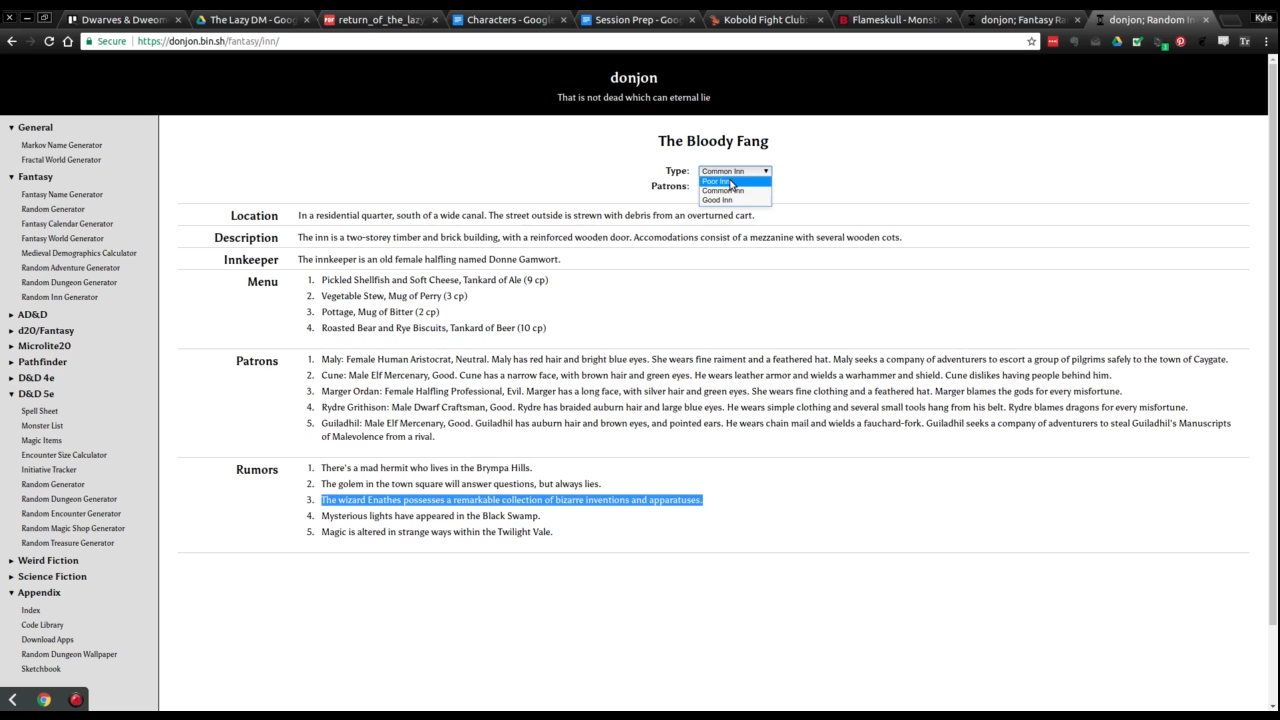 Dwarves & Dweom
The Lazy DM - Goog
return_of_the_lazy
Characters - Google
Session Prep - Goog
Kobold Fight Club:
Flameskull - Monst
donjon; Fantasy Ra
donjon; Random In
Kyle
Secure
https://donjon.bin.sh/fantasy/inn/
donjon
That is not dead which can eternal lie
General
Markov Name Generator
Fractal World Generator
Fantasy
Fantasy Name Generator
Random Generator
Fantasy Calendar Generator
Fantasy World Generator
Medieval Demographics Calculator
Random Adventure Generator
Random Dungeon Generator
Random Inn Generator
AD&D
d20/Fantasy
Microlite20
Pathfinder
D&D 4e
D&D 5e
Spell Sheet
Monster List
Magic Items
Encounter Size Calculator
Initiative Tracker
Random Generator
Random Dungeon Generator
Random Encounter Generator
Random Magic Shop Generator
Random Treasure Generator
Weird Fiction
Science Fiction
Appendix
Index
Code Library
Download Apps
Random Dungeon Wallpaper
Sketchbook
The Bloody Fang
Type: Common Inn
Poor Inn
Patrons:
Common Inn
Good Inn
Location In a residential quarter, south of a wide canal. The street outside is strewn with debris from an overturned cart.
Description The inn is a two-storey timber and brick building, with a reinforced wooden door. Accomodations consist of a mezzanine with several wooden cots.
Innkeeper The innkeeper is an old female halfling named Donne Gamwort.
Menu 1. Pickled Shellfish and Soft Cheese, Tankard of Ale (9 cp)
2. Vegetable Stew, Mug of Perry (3 cp)
3. Pottage, Mug of Bitter (2 cp)
4. Roasted Bear and Rye Biscuits, Tankard of Beer (10 cp)
Patrons 1. Maly: Female Human Aristocrat, Neutral. Maly has red hair and bright blue eyes. She wears fine raiment and a feathered hat. Maly seeks a company of adventurers to escort a group of pilgrims safely to the town of Caygate.
2. Cune: Male Elf Mercenary, Good. Cune has a narrow face, with brown hair and green eyes. He wears leather armor and wields a warhammer and shield. Cune dislikes having people behind him.
3. Marger Ordan: Female Halfling Professional, Evil. Marger has a long face, with silver hair and green eyes. She wears fine clothing and a feathered hat. Marger blames the gods for every misfortune.
4. Rydre Grithison: Male Dwarf Craftsman, Good. Rydre has braided auburn hair and large blue eyes. He wears simple clothing and several small tools hang from his belt. Rydre blames dragons for every misfortune.
5. Guiladhil: Male Elf Mercenary, Good. Guiladhil has auburn hair and brown eyes, and pointed ears. He wears chain mail and wields a fauchard-fork. Guiladhil seeks a company of adventurers to steal Guiladhil's Manuscripts
of Malevolence from a rival.
Rumors 1. There's a mad hermit who lives in the Brympa Hills.
2. The golem in the town square will answer questions, but always lies.
3. The wizard Enathes possesses a remarkable collection of bizarre inventions and apparatuses.
4. Mysterious lights have appeared in the Black Swamp.
5. Magic is altered in strange ways within the Twilight Vale.